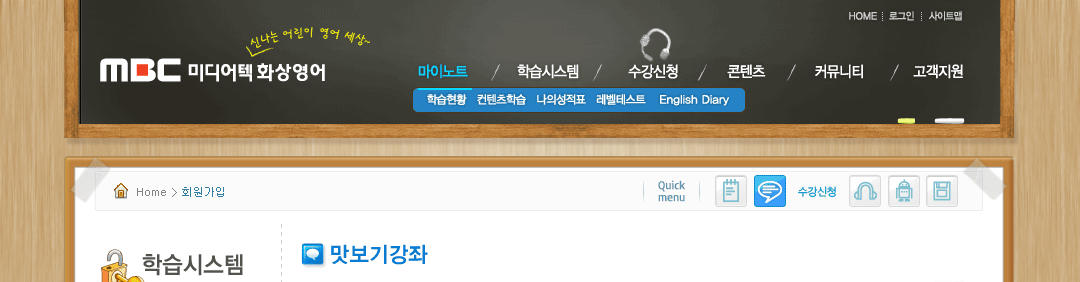 HOME 로그인 사이트맵
신나는 어린이 영어 세상~
MBC 미디어텍 화상영어
마이노트 / 학습시스템 / 수강신청 / 콘텐츠 / 커뮤니티 / 고객지원
학습현황 컨텐츠학습 나의성적표 레벨테스트 English Diary
Home > 회원가입
Quick menu
수강신청
학습시스템
맛보기강좌